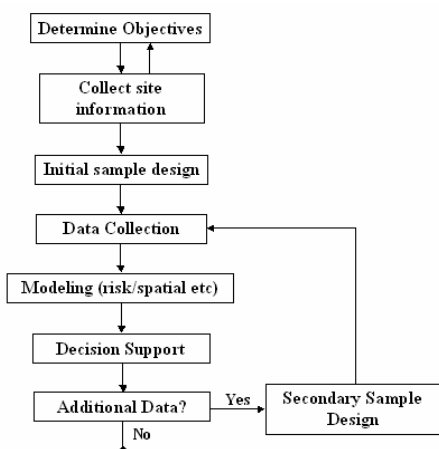 Determine Objectives
Collect site
information
Initial sample design
Data Collection
Modeling (risk/spatial etc)
Decision Support
Additional Data?
Yes
Secondary Sample
Design
No